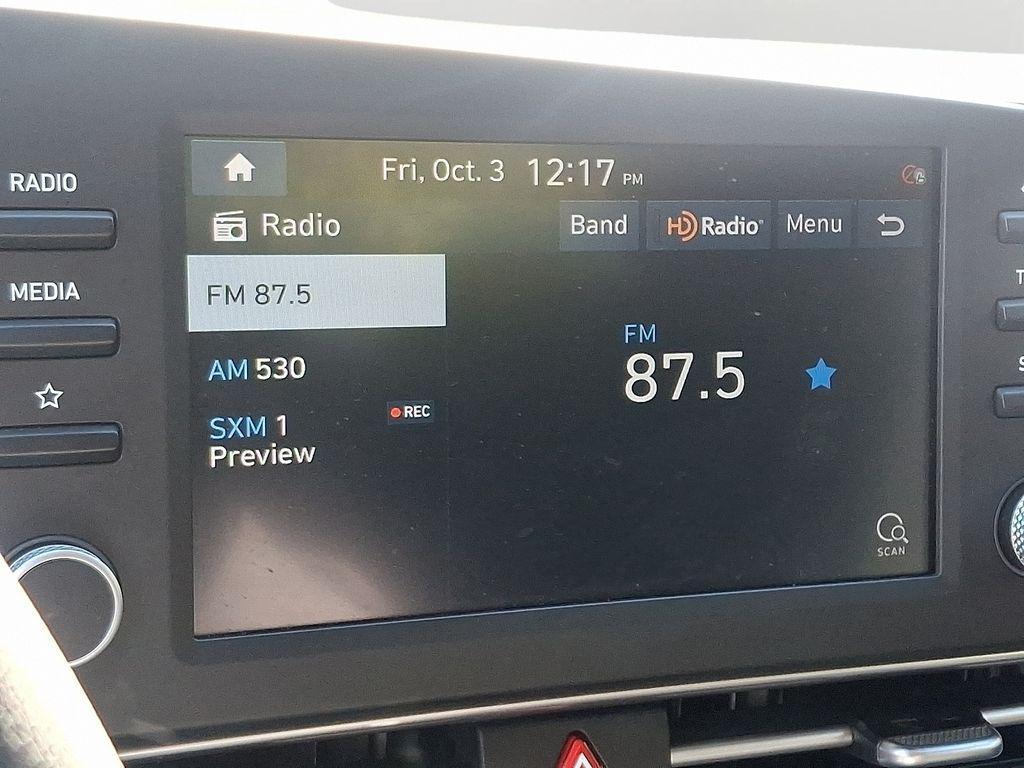 Fri, Oct. 3 12:17 PM
RADIO
Radio
Band
HD Radio®
Menu
FM 87.5
MEDIA
FM
87.5
AM 530
REC
SXM 1
Preview
SCAN
T
S